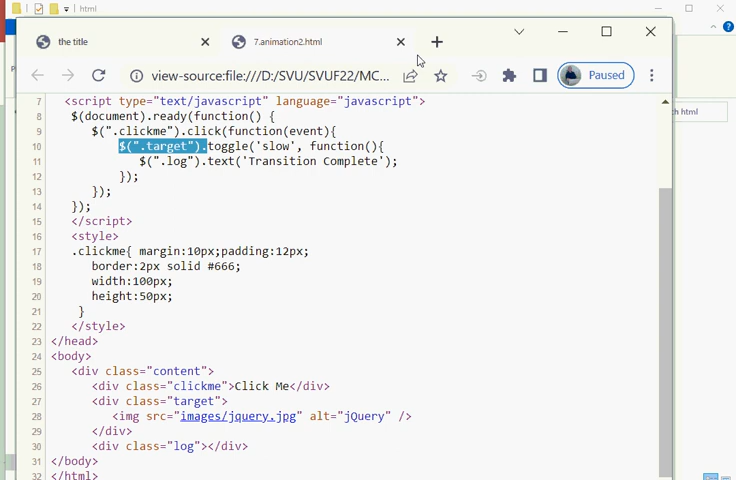 html
the title
7.animation2.html
view-source:file:///D:/SVU/SVUF22/MC...
Paused
7 <script type="text/javascript" language="javascript">
8 $(document).ready(function() {
9 $(".clickme").click(function(event){
10 $(".target").toggle('slow', function(){
11 $(".log").text('Transition Complete');
12 });
13 });
14 });
15 </script>
16 <style>
17 .clickme{ margin:10px;padding:12px;
18 border:2px solid #666;
19 width:100px;
20 height:50px;
21 }
22 </style>
23 </head>
24 <body>
25 <div class="content">
26 <div class="clickme">Click Me</div>
27 <div class="target">
28 <img src="images/jquery.jpg" alt="jQuery" />
29 </div>
30 <div class="log"></div>
31 </body>
32 </html>
ch html